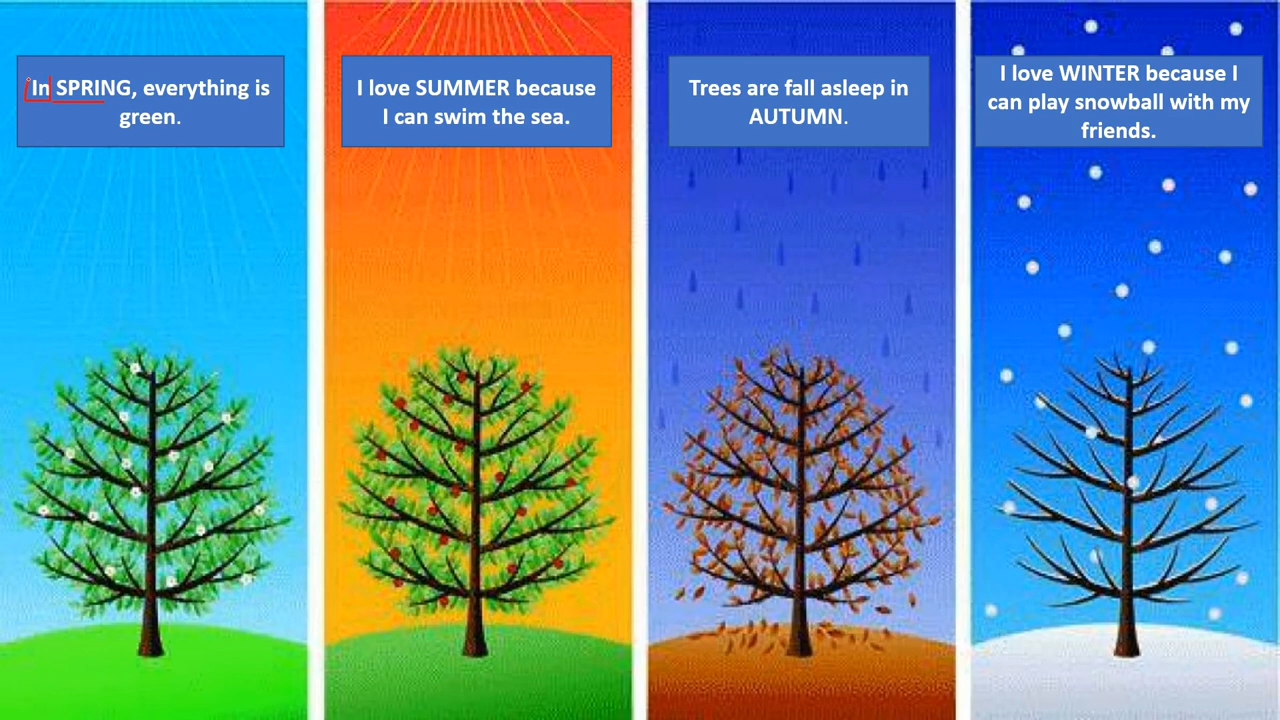 In SPRING, everything is
green.
I love SUMMER because
I can swim the sea.
Trees are fall asleep in
AUTUMN.
I love WINTER because I
can play snowball with my
friends.